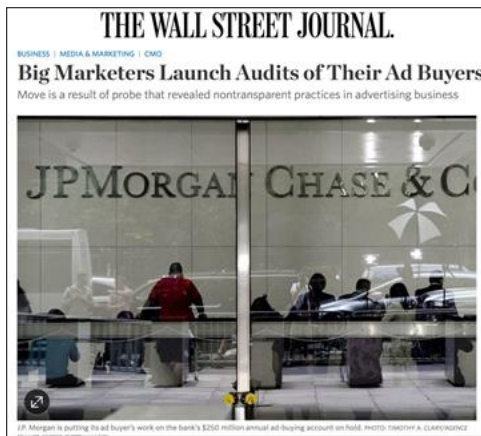 THE WALL STREET JOURNAL.
BUSINESS | MEDIA & MARKETING | CMO
Big Marketers Launch Audits of Their Ad Buyers
Move is a result of probe that revealed nontransparent practices in advertising business
JPMORGAN CHASE & CO
J.P. Morgan is putting its ad buyer's work on the bank's $250 million annual ad-buying account on hold. PHOTO: TIMOTHY A. CLARY/AGENCE